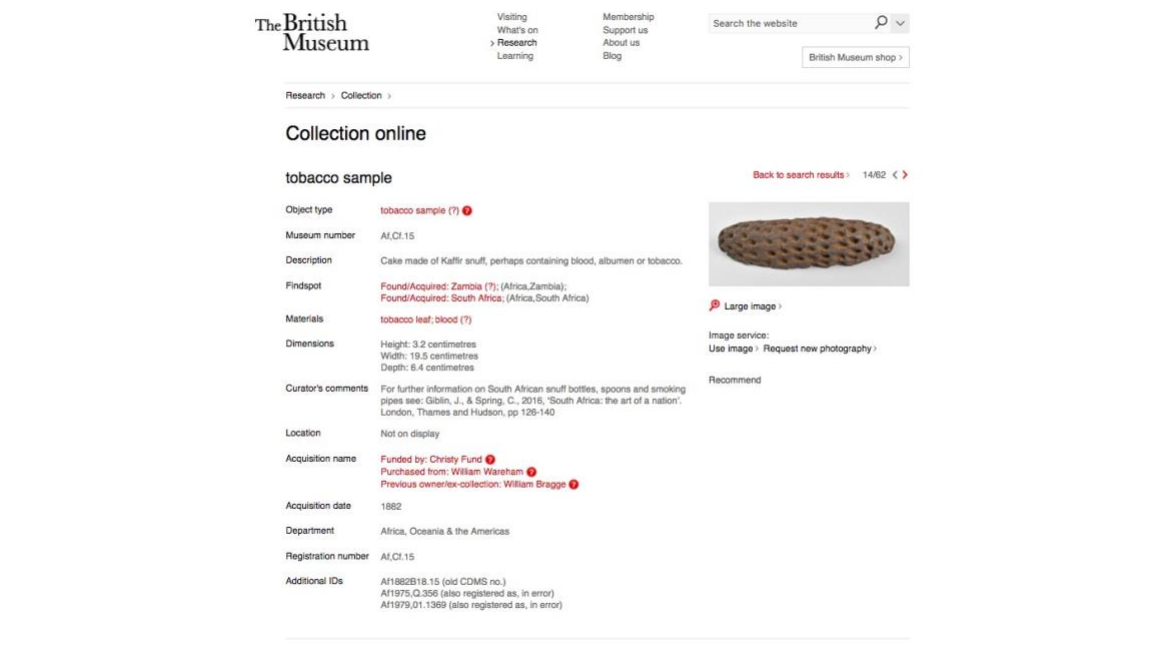 The British
Museum
Visiting
What's on
› Research
Learning
Membership
Support us
About us
Blog
Search the website
British Museum shop ›
Research › Collection ›
Collection online
tobacco sample
Back to search results › 14/62 < >
Object type tobacco sample (?) ?
Museum number Af,Cf.15
Description Cake made of Kaffir snuff, perhaps containing blood, albumen or tobacco.
Findspot Found/Acquired: Zambia (?); (Africa,Zambia);
Found/Acquired: South Africa; (Africa,South Africa)
Materials tobacco leaf; blood (?)
Dimensions Height: 3.2 centimetres
Width: 19.5 centimetres
Depth: 6.4 centimetres
Curator's comments For further information on South African snuff bottles, spoons and smoking
pipes see: Giblin, J., & Spring, C., 2016, 'South Africa: the art of a nation'.
London, Thames and Hudson, pp 126-140
Location Not on display
Acquisition name Funded by: Christy Fund ?
Purchased from: William Wareham ?
Previous owner/ex-collection: William Bragge ?
Acquisition date 1882
Department Africa, Oceania & the Americas
Registration number Af,Cf.15
Additional IDs Af1882B18.15 (old CDMS no.)
Af1975,Q.356 (also registered as, in error)
Af1979,01.1369 (also registered as, in error)
Large image ›
Image service:
Use image › Request new photography ›
Recommend